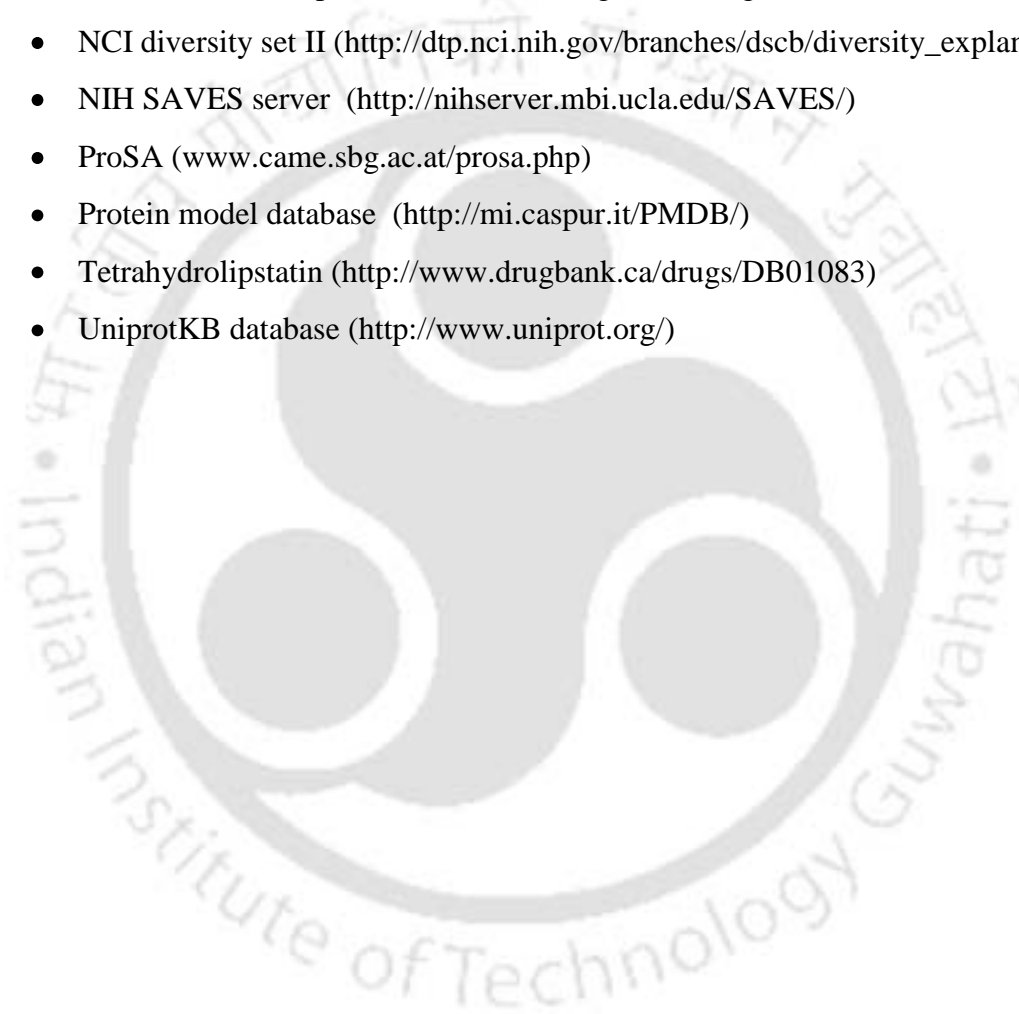 • NCI diversity set II (http://dtp.nci.nih.gov/branches/dscb/diversity_explan
• NIH SAVES server (http://nihserver.mbi.ucla.edu/SAVES/)
• ProSA (www.came.sbg.ac.at/prosa.php)
• Protein model database (http://mi.caspur.it/PMDB/)
• Tetrahydrolipstatin (http://www.drugbank.ca/drugs/DB01083)
• UniprotKB database (http://www.uniprot.org/)
भारतीय प्रौद्योगिकी संस्थान गुवाहाटी
• Indian Institute of Technology Guwahati •